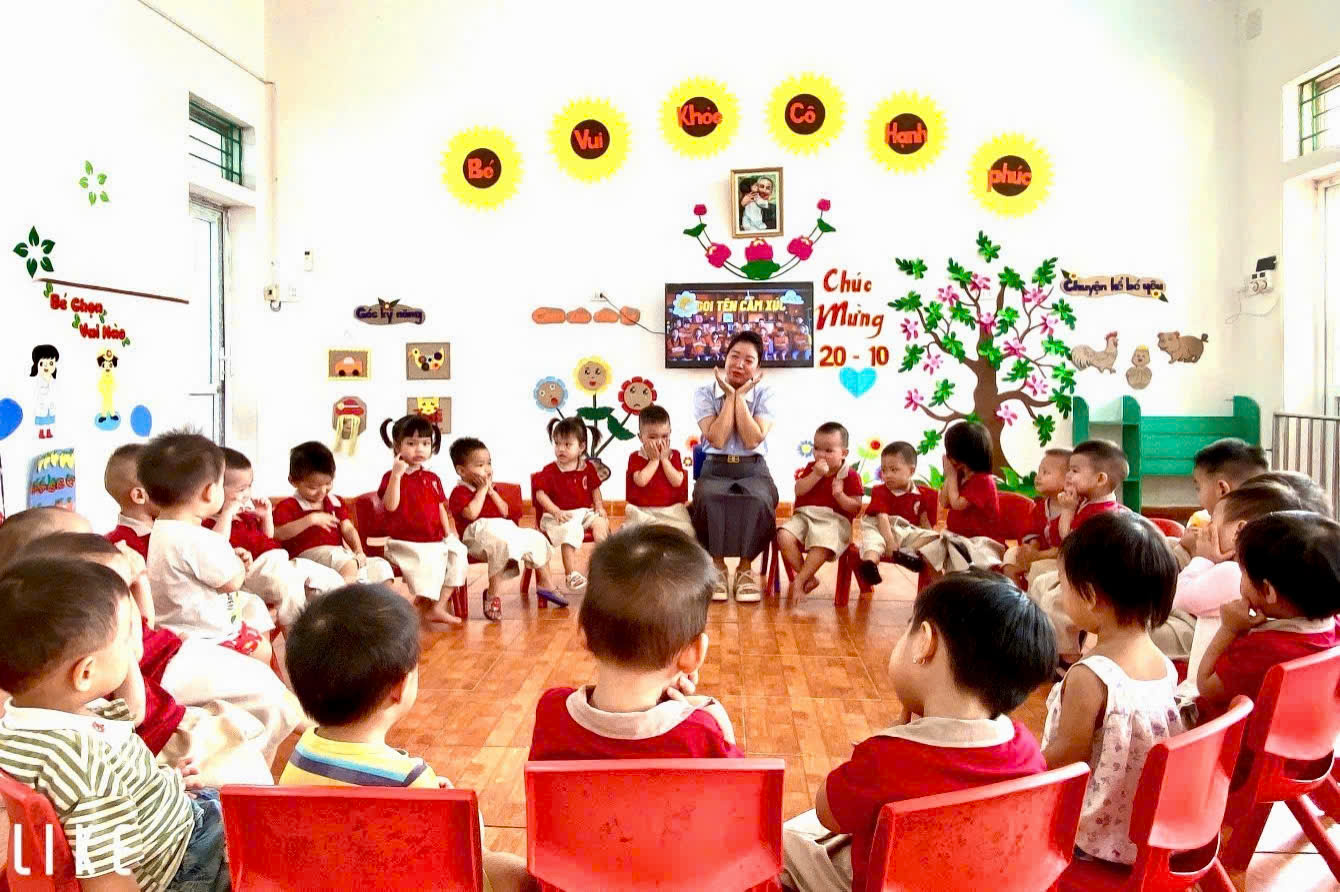 Bé Vui Khỏe Cô Hạnh phúc
GỌI TÊN CẢM XÚC
Chúc
Mừng
20 - 10
Góc kỹ năng
Chuyện kể bé yêu
Bé Chọn
Vai Nào
LIKE